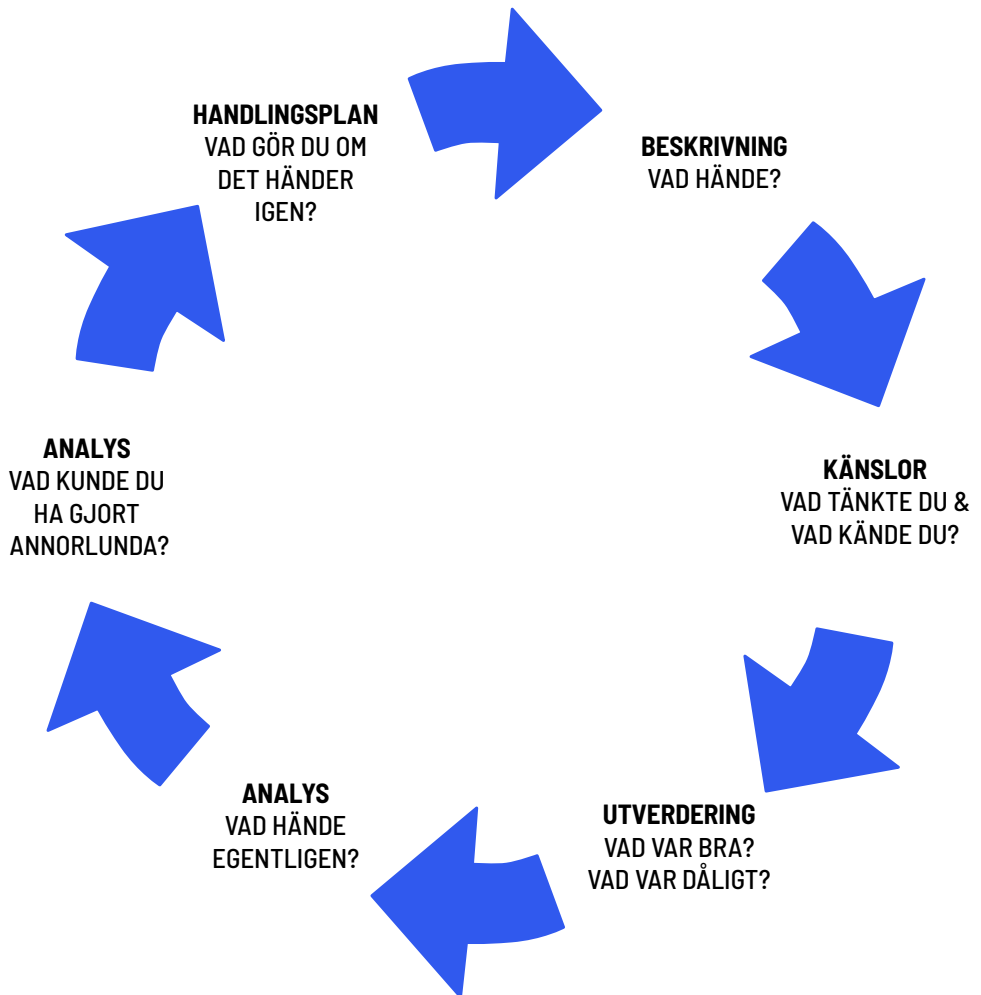 HANDLINGSPLAN
VAD GÖR DU OM
DET HÄNDER
IGEN?
BESKRIVNING
VAD HÄNDE?
KÄNSLOR
VAD TÄNKTE DU &
VAD KÄNDE DU?
UTVERDERING
VAD VAR BRA?
VAD VAR DÅLIGT?
ANALYS
VAD HÄNDE
EGENTLIGEN?
ANALYS
VAD KUNDE DU
HA GJORT
ANNORLUNDA?